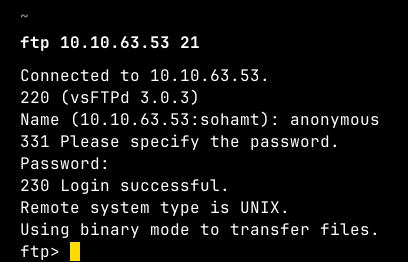 ~
ftp 10.10.63.53 21
Connected to 10.10.63.53.
220 (vsFTPd 3.0.3)
Name (10.10.63.53:sohamt): anonymous
331 Please specify the password.
Password:
230 Login successful.
Remote system type is UNIX.
Using binary mode to transfer files.
ftp>